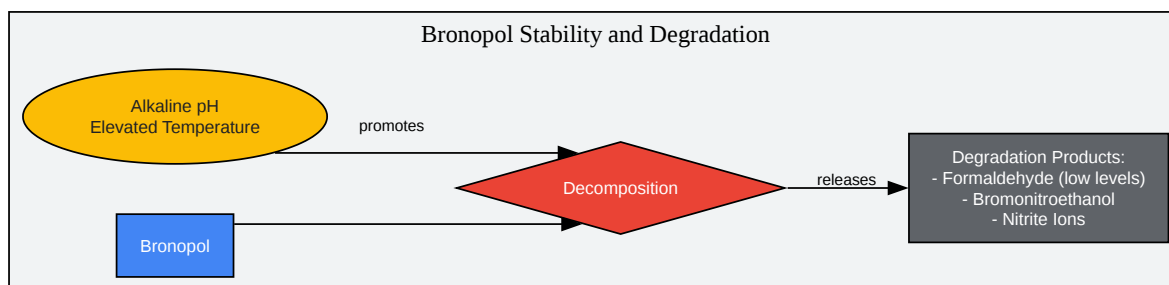 Bronopol Stability and Degradation
Alkaline pH
Elevated Temperature
promotes
Bronopol
Decomposition
releases
Degradation Products:
- Formaldehyde (low levels)
- Bromonitroethanol
- Nitrite Ions